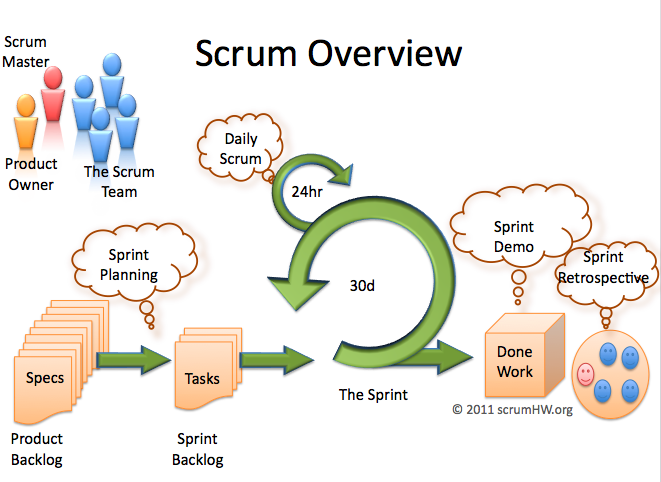 Scrum
Master
Scrum Overview
Product
Owner
The Scrum
Team
Daily
Scrum
24hr
Sprint
Planning
30d
Sprint
Demo
Sprint
Retrospective
Specs
Tasks
The Sprint
Done
Work
© 2011 scrumHW.org
Product
Backlog
Sprint
Backlog